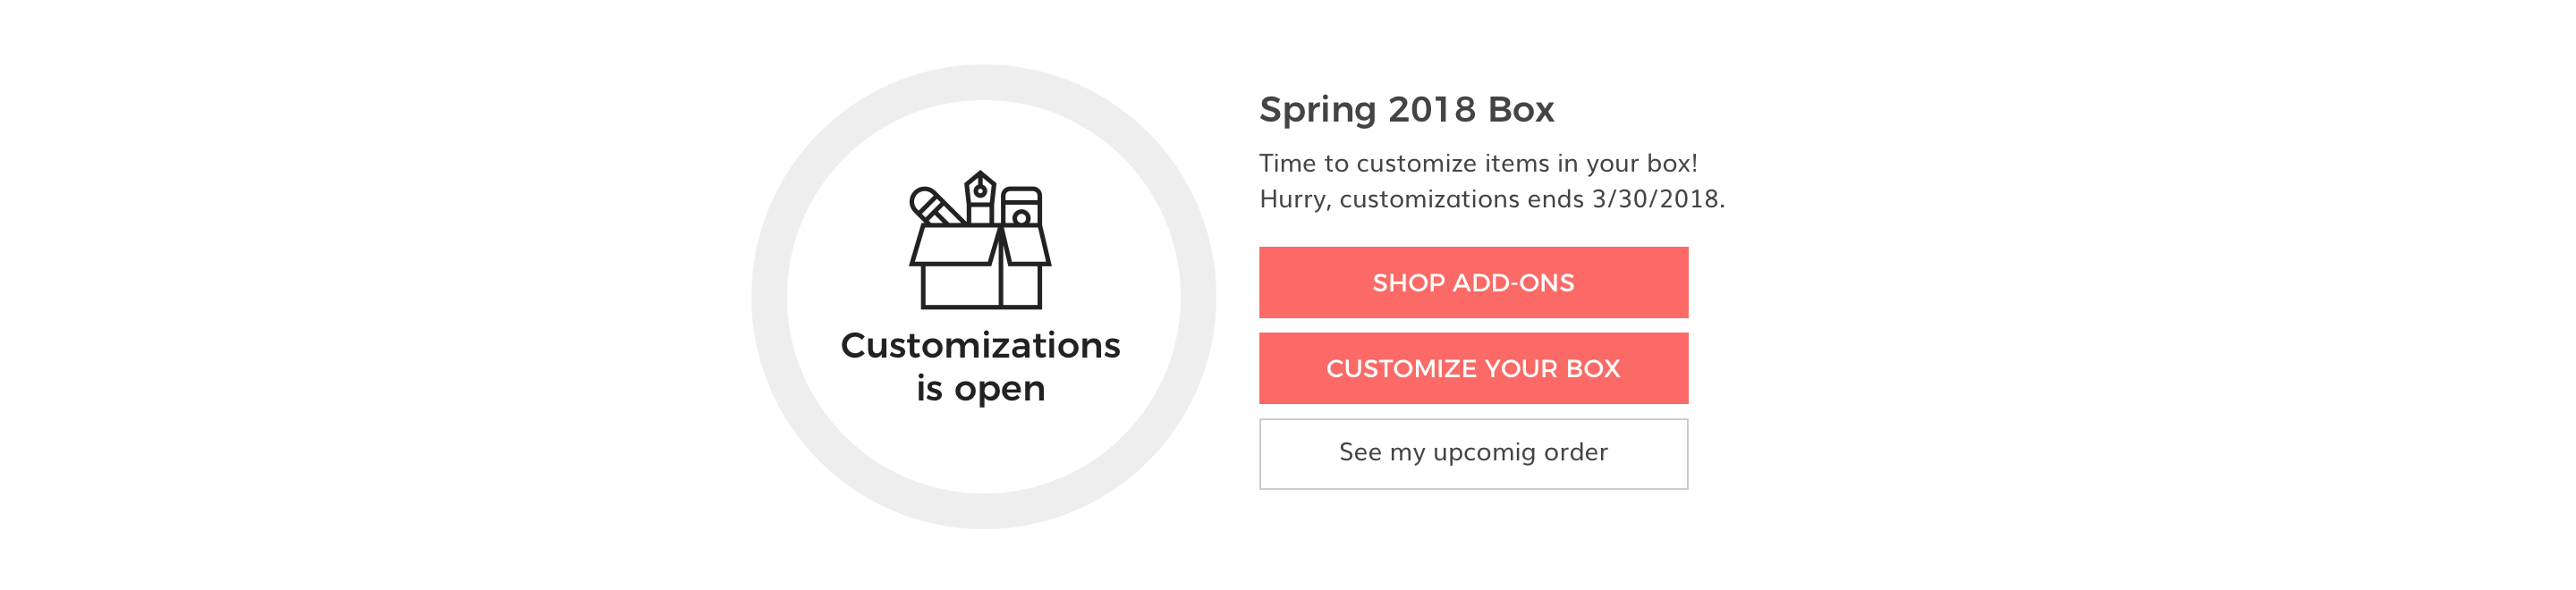 Customizations
is open
Spring 2018 Box
Time to customize items in your box!
Hurry, customizations ends 3/30/2018.
SHOP ADD-ONS
CUSTOMIZE YOUR BOX
See my upcomig order